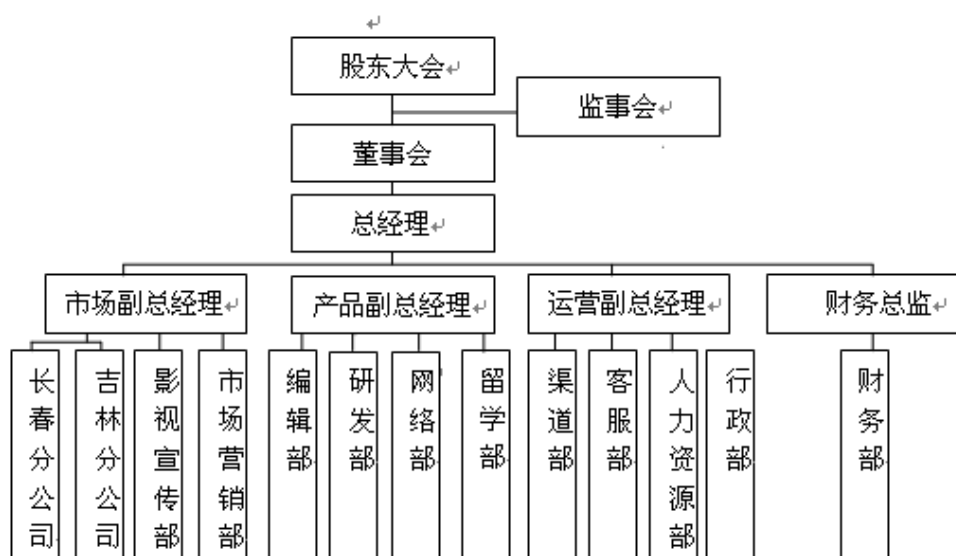 股东大会
监事会
董事会
总经理
市场副总经理
产品副总经理
运营副总经理
财务总监
长春分公司
吉林分公司
影视宣传部
市场营销部
编辑部
研发部
网络部
留学部
渠道部
客服部
人力资源部
行政部
财务部